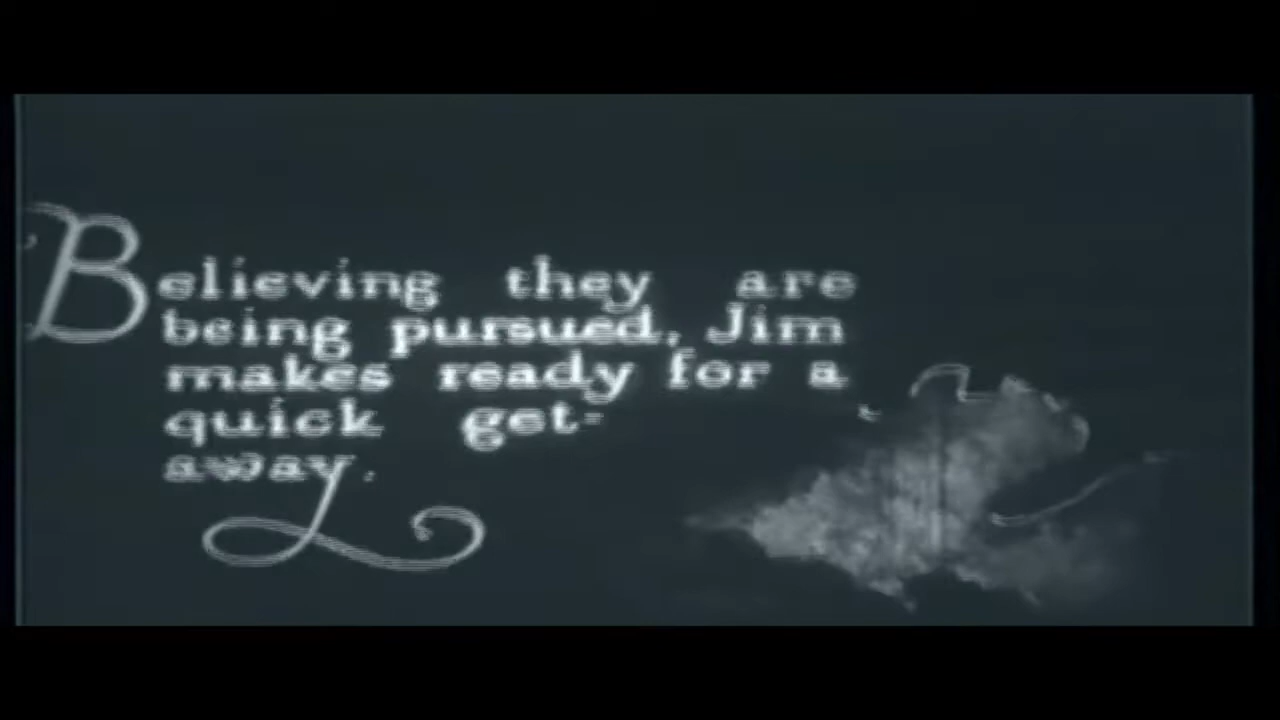 Believing they are
being pursued, Jim
makes ready for a
quick get-
away.